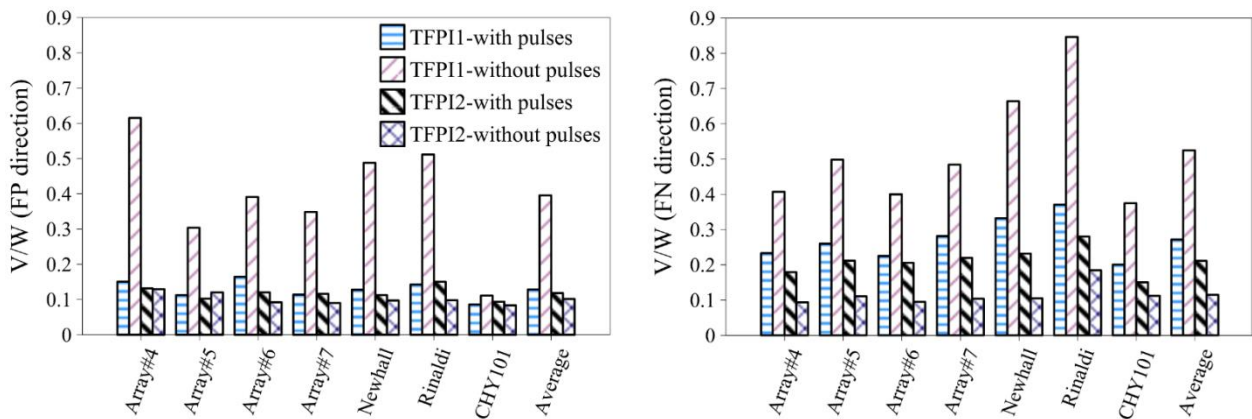 V/W (FP direction)
0.9
0.8
0.7
0.6
0.5
0.4
0.3
0.2
0.1
0
TFPI1-with pulses
TFPI1-without pulses
TFPI2-with pulses
TFPI2-without pulses
Array#4
Array#5
Array#6
Array#7
Newhall
Rinaldi
CHY101
Average
V/W (FN direction)
0.9
0.8
0.7
0.6
0.5
0.4
0.3
0.2
0.1
0
Array#4
Array#5
Array#6
Array#7
Newhall
Rinaldi
CHY101
Average